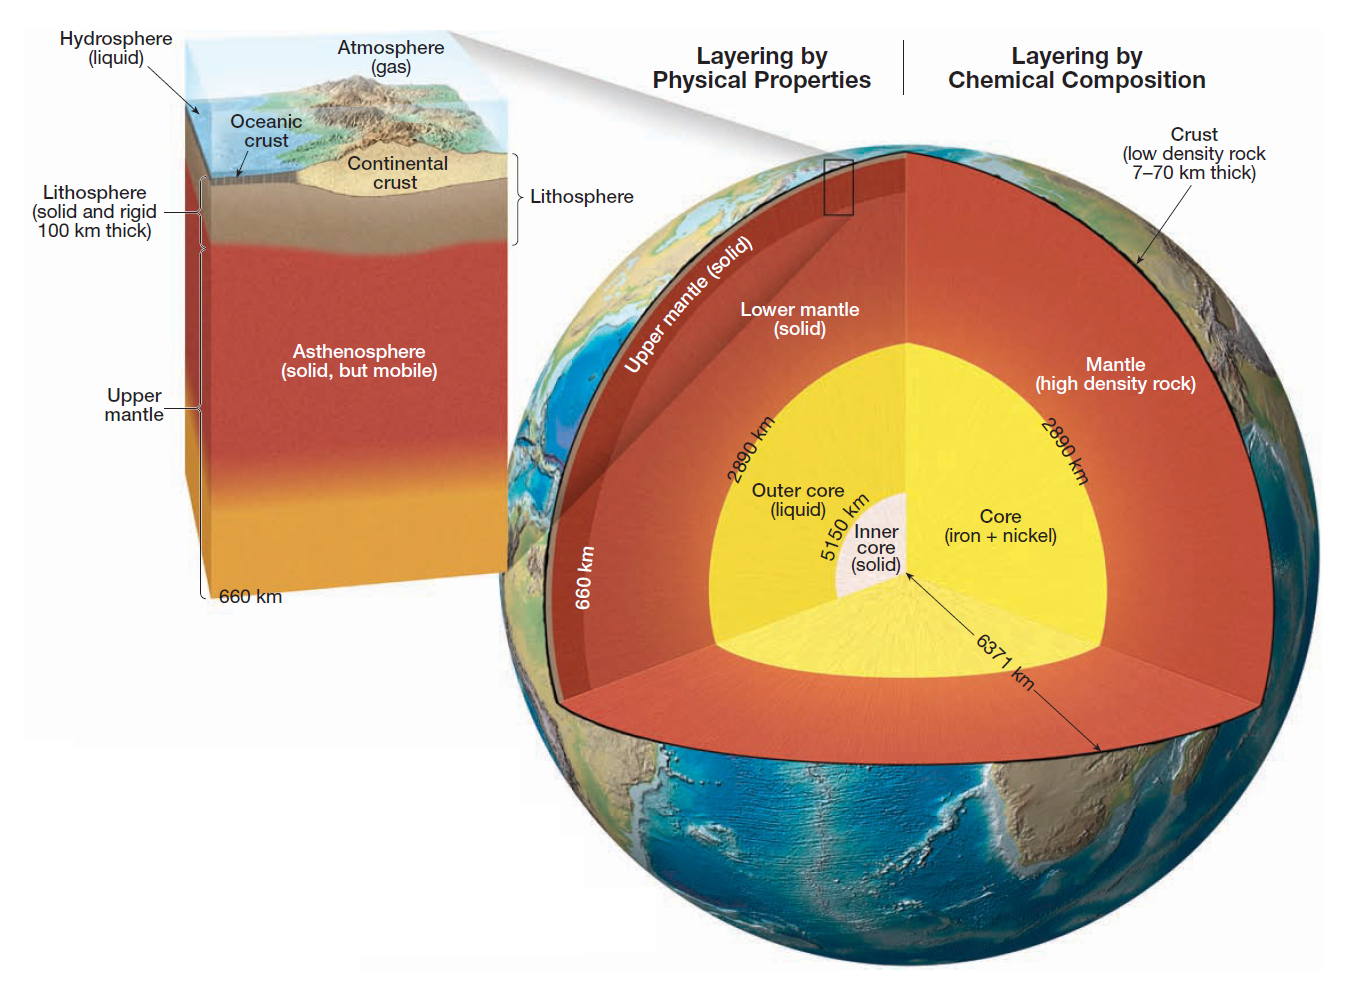 Hydrosphere
(liquid)
Atmosphere
(gas)
Oceanic
crust
Continental
crust
Lithosphere
(solid and rigid
100 km thick)
Lithosphere
Asthenosphere
(solid, but mobile)
Upper
mantle
660 km
Layering by
Physical Properties
Layering by
Chemical Composition
Crust
(low density rock
7–70 km thick)
Upper mantle (solid)
Lower mantle
(solid)
Mantle
(high density rock)
2890 km
2890 km
Outer core
(liquid)
5150 km
Inner
core
(solid)
Core
(iron + nickel)
660 km
6371 km